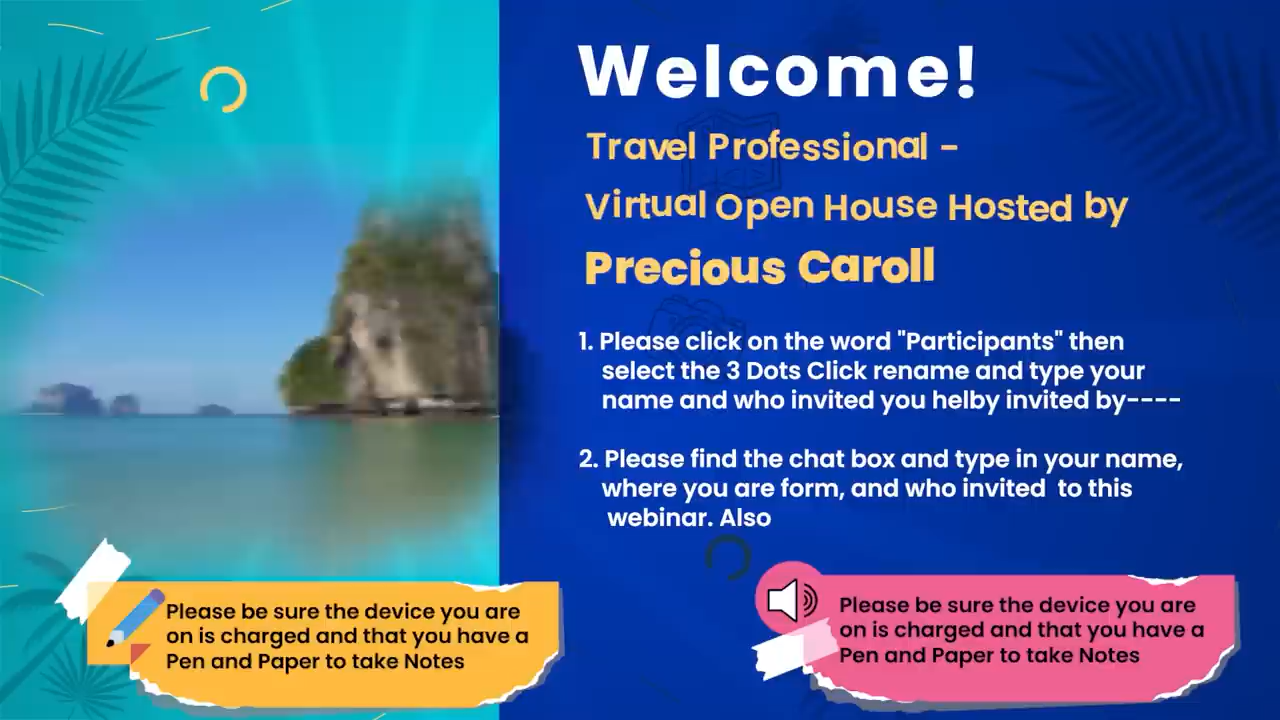 Welcome!
Travel Professional -
Virtual Open House Hosted by
Precious Caroll
1. Please click on the word "Participants" then
select the 3 Dots Click rename and type your
name and who invited you helby invited by----
2. Please find the chat box and type in your name,
where you are form, and who invited to this
webinar. Also
Please be sure the device you are
on is charged and that you have a
Pen and Paper to take Notes
Please be sure the device you are
on is charged and that you have a
Pen and Paper to take Notes